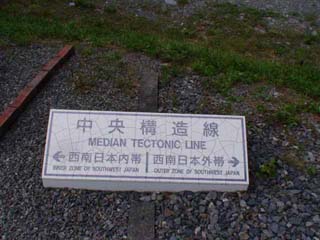 中央構造線
MEDIAN TECTONIC LINE
← 西南日本内帯 | 西南日本外帯 →
INNER ZONE OF SOUTHWEST JAPAN OUTER ZONE OF SOUTHWEST JAPAN